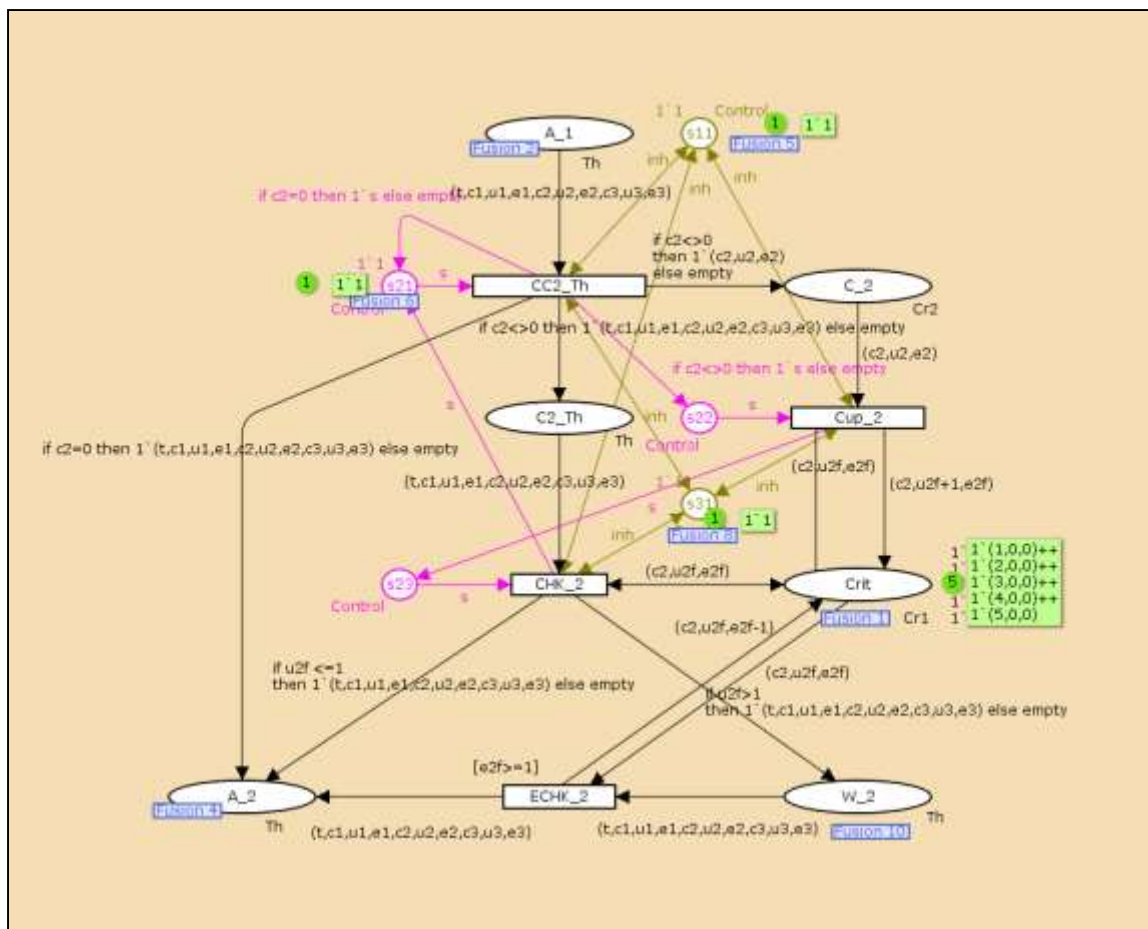 1`1
Control
1
1`1
A_1
s11
Fusion 2
Fusion 5
Th
inh
inh
inh
if c2=0 then 1`s else empty
(t,c1,u1,e1,c2,u2,e2,c3,u3,e3)
if c2<>0
then 1`(c2,u2,e2)
else empty
1`1
s
1
1`1
s21
CC2_Th
C_2
Fusion 6
Control
Cr2
if c2<>0 then 1`(t,c1,u1,e1,c2,u2,e2,c3,u3,e3) else empty
(c2,u2,e2)
if c2<>0 then 1`s else empty
s
s
C2_Th
s22
Cup_2
inh
Th
Control
if c2=0 then 1`(t,c1,u1,e1,c2,u2,e2,c3,u3,e3) else empty
(c2,u2f,e2f)
(t,c1,u1,e1,c2,u2,e2,c3,u3,e3)
1`1
inh
(c2,u2f+1,e2f)
s
s31
1
1`1
inh
Fusion 8
1`(1,0,0)++
1`(2,0,0)++
1`(3,0,0)++
1`(4,0,0)++
1`(5,0,0)
5
(c2,u2f,e2f)
s23
s
CHK_2
Crit
Control
Fusion 1
Cr1
(c2,u2f,e2f-1)
if u2f <=1
then 1`(t,c1,u1,e1,c2,u2,e2,c3,u3,e3) else empty
(c2,u2f,e2f)
if u2f>1
then 1`(t,c1,u1,e1,c2,u2,e2,c3,u3,e3) else empty
[e2f>=1]
A_2
ECHK_2
W_2
Fusion 4
Th
Th
(t,c1,u1,e1,c2,u2,e2,c3,u3,e3)
(t,c1,u1,e1,c2,u2,e2,c3,u3,e3)
Fusion 10